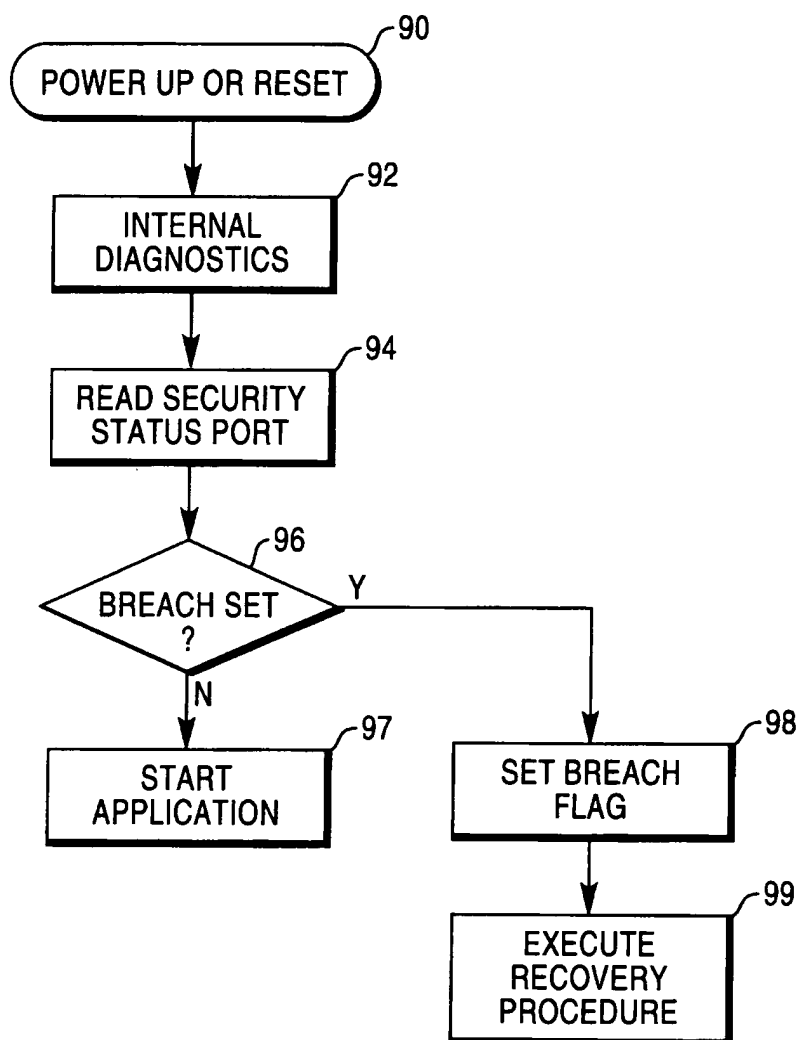 90
POWER UP OR RESET
92
INTERNAL
DIAGNOSTICS
94
READ SECURITY
STATUS PORT
96
BREACH SET
?
Y
N
97
START
APPLICATION
98
SET BREACH
FLAG
99
EXECUTE
RECOVERY
PROCEDURE